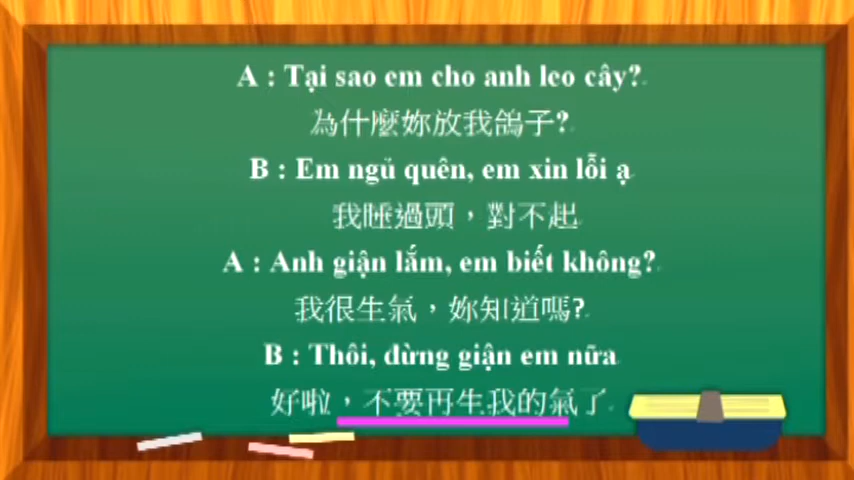 A : Tại sao em cho anh leo cây?
為什麼妳放我鴿子?
B : Em ngủ quên, em xin lỗi ạ
我睡過頭，對不起
A : Anh giận lắm, em biết không?
我很生氣，妳知道嗎?
B : Thôi, đừng giận em nữa
好啦，不要再生我的氣了